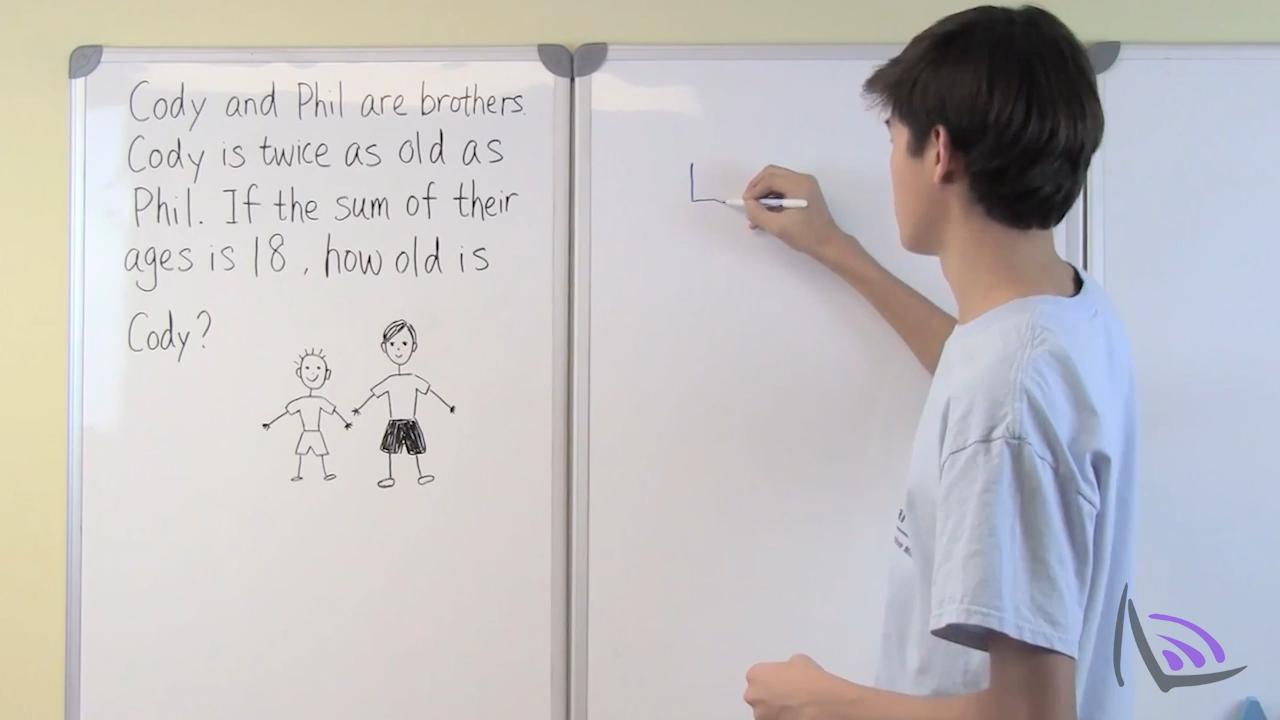 Cody and Phil are brothers.
Cody is twice as old as
Phil. If the sum of their
ages is 18, how old is
Cody?